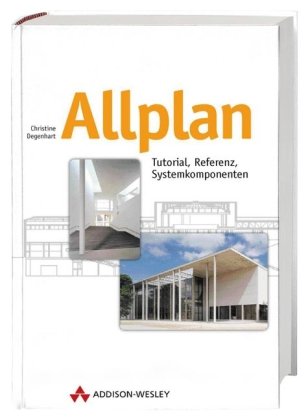 Christine
Degenhart
Allplan
Tutorial, Referenz,
Systemkomponenten
ADDISON-WESLEY